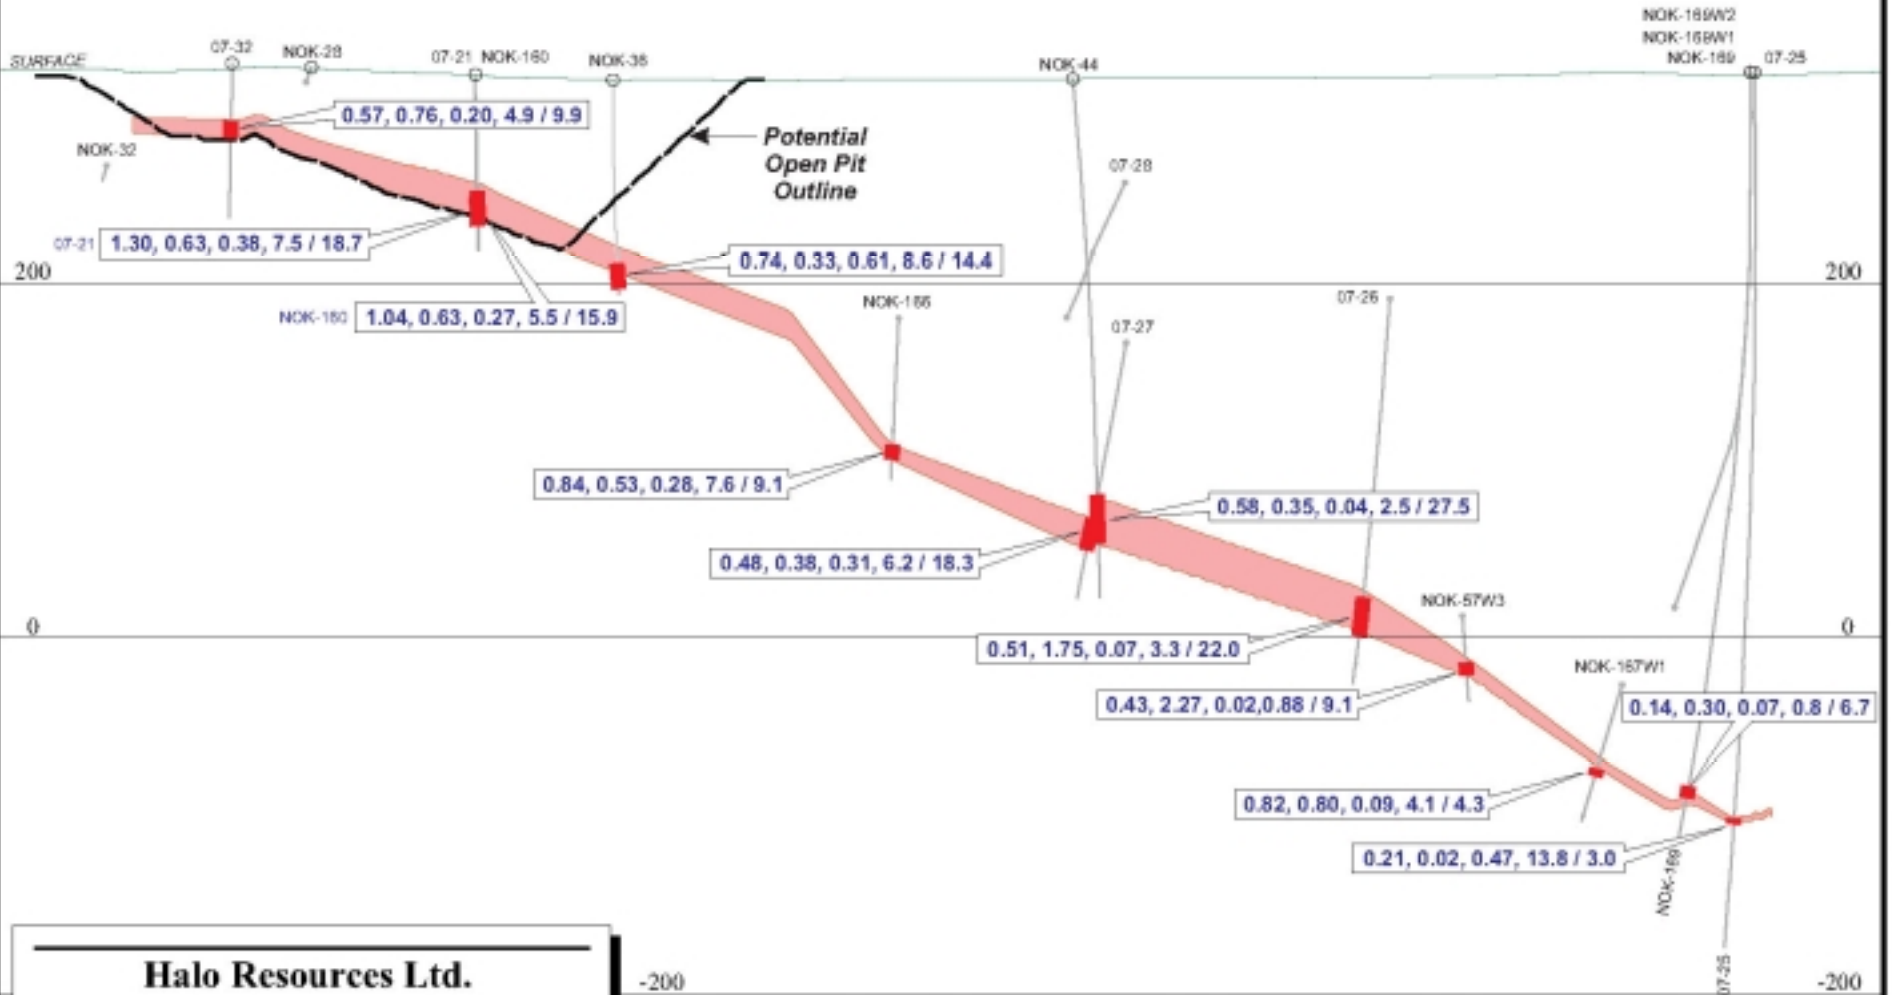 NOK-169W2
NOK-169W1
NOK-169
07-25
SURFACE
07-32
NOK-28
07-21 NOK-160
NOK-38
NOK-44
0.57, 0.76, 0.20, 4.9 / 9.9
Potential
Open Pit
Outline
NOK-32
07-28
07-21
1.30, 0.63, 0.38, 7.5 / 18.7
0.74, 0.33, 0.61, 8.6 / 14.4
200
200
NOK-166
07-26
NOK-160
1.04, 0.63, 0.27, 5.5 / 15.9
07-27
0.84, 0.53, 0.28, 7.6 / 9.1
0.58, 0.35, 0.04, 2.5 / 27.5
0.48, 0.38, 0.31, 6.2 / 18.3
NOK-57W3
0
0
0.51, 1.75, 0.07, 3.3 / 22.0
NOK-167W1
0.43, 2.27, 0.02,0.88 / 9.1
0.14, 0.30, 0.07, 0.8 / 6.7
0.82, 0.80, 0.09, 4.1 / 4.3
0.21, 0.02, 0.47, 13.8 / 3.0
NOK-169
07-25
Halo Resources Ltd.
-200
-200